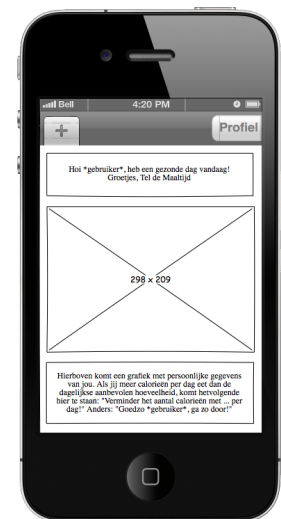 Bell 4:20 PM
+ Profiel
Hoi *gebruiker*, heb een gezonde dag vandaag!
Groetjes, Tel de Maaltijd
298 x 209
Hierboven komt een grafiek met persoonlijke gegevens
van jou. Als jij meer calorieën per dag eet dan de
dagelijkse aanbevolen hoeveelheid, komt hetvolgende
hier te staan: "Verminder het aantal calorieën met ... per
dag!" Anders: "Goedzo *gebruiker*, ga zo door!"